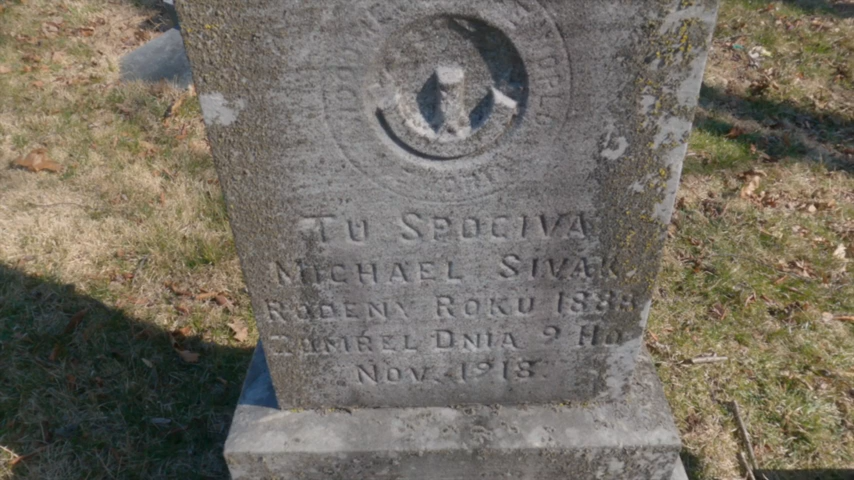 TU SPOCIVA
MICHAEL SIVAK
RODENY ROKU 1888
ZOMREL DNIA 9 HO
NOV. 1918